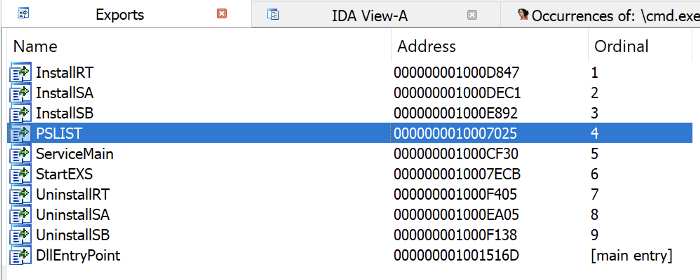 Exports IDA View-A Occurrences of: \cmd.exe
Name Address Ordinal
InstallRT 000000001000D847 1
InstallSA 000000001000DEC1 2
InstallSB 000000001000E892 3
PSLIST 0000000010007025 4
ServiceMain 000000001000CF30 5
StartEXS 0000000010007ECB 6
UninstallRT 000000001000F405 7
UninstallSA 000000001000EA05 8
UninstallSB 000000001000F138 9
DllEntryPoint 000000001001516D [main entry]